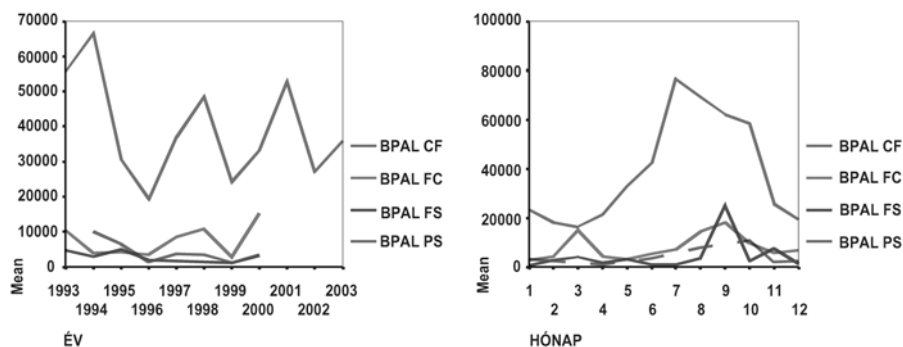 70000
60000
50000
40000
30000
20000
10000
0
Mean
1993 1995 1997 1999 2001 2003
1994 1996 1998 2000 2002
ÉV
BPAL CF
BPAL FC
BPAL FS
BPAL PS
100000
80000
60000
40000
20000
0
Mean
1 3 5 7 9 11
2 4 6 8 10 12
HÓNAP
BPAL CF
BPAL FC
BPAL FS
BPAL PS